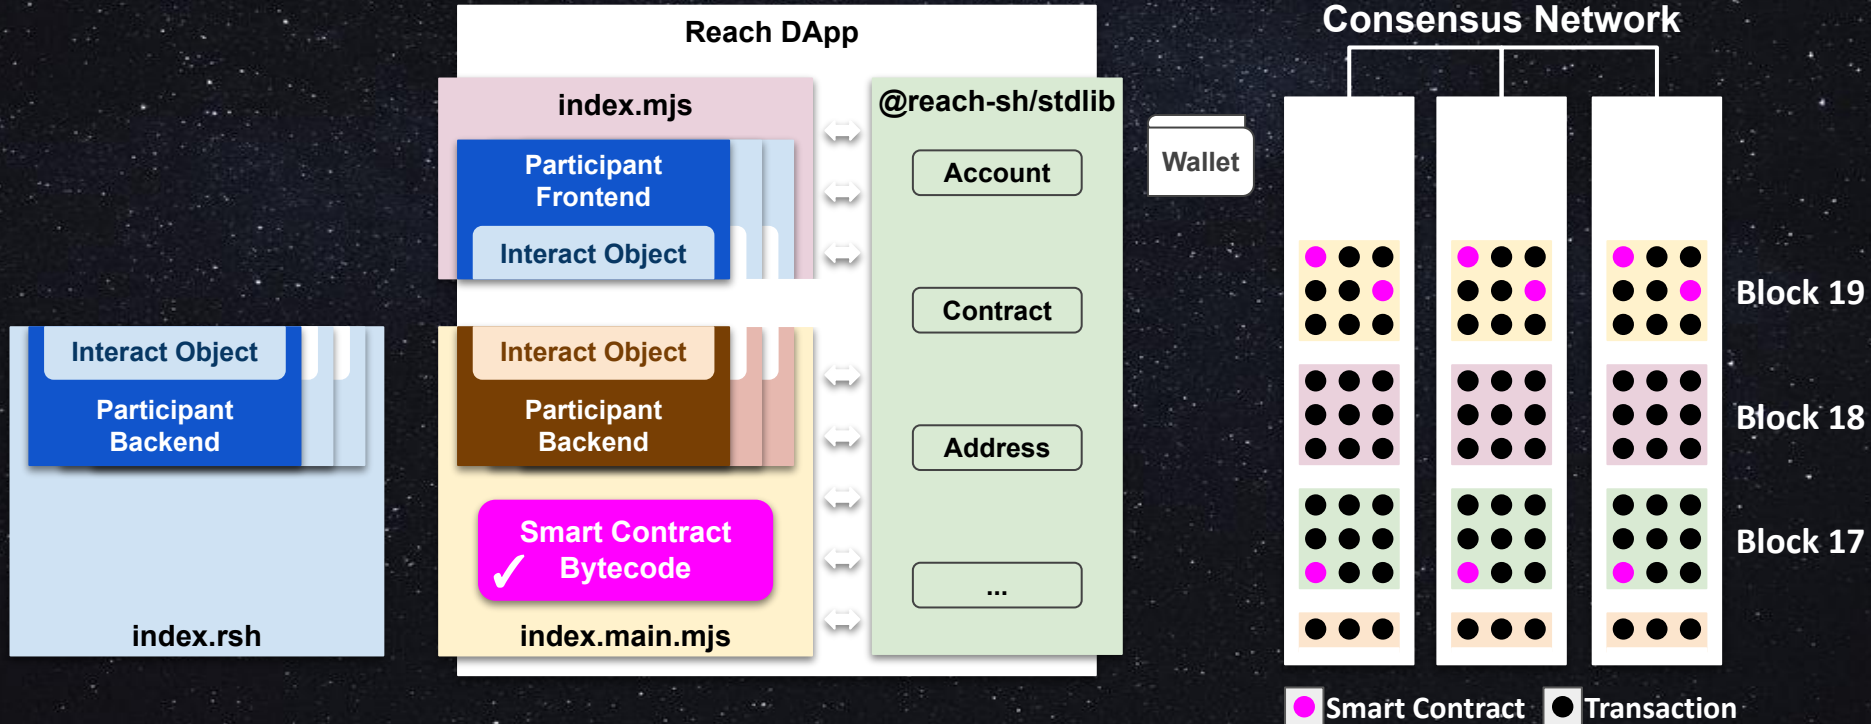 Reach DApp
Consensus Network
index.mjs
@reach-sh/stdlib
Participant
Frontend
Interact Object
Account
Wallet
Contract
Interact Object
Participant
Backend
index.rsh
Interact Object
Participant
Backend
Smart Contract
✓ Bytecode
index.main.mjs
Address
...
Block 19
Block 18
Block 17
Smart Contract
Transaction